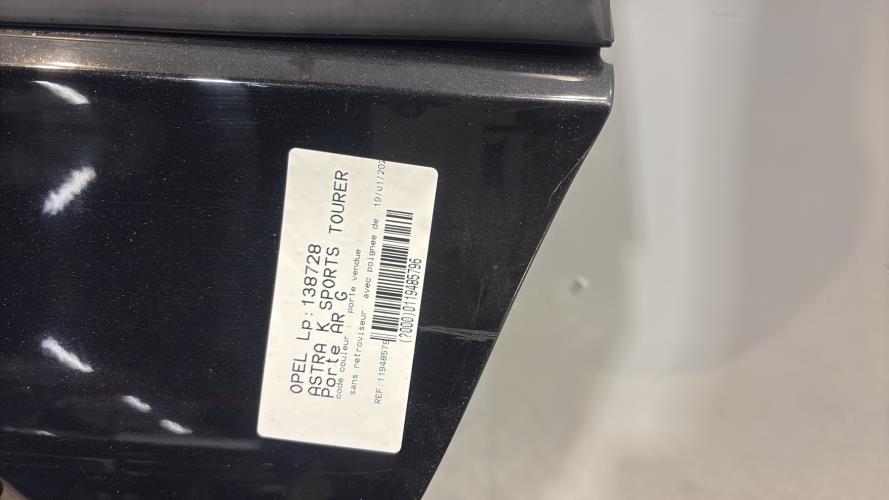 OPEL Lp:138728
ASTRA K SPORTS TOURER
Porte AR G
code couleur : porte vendue :
sans retroviseur avec poignee de 19/01/202
REF:11948579
(2000)0119485796